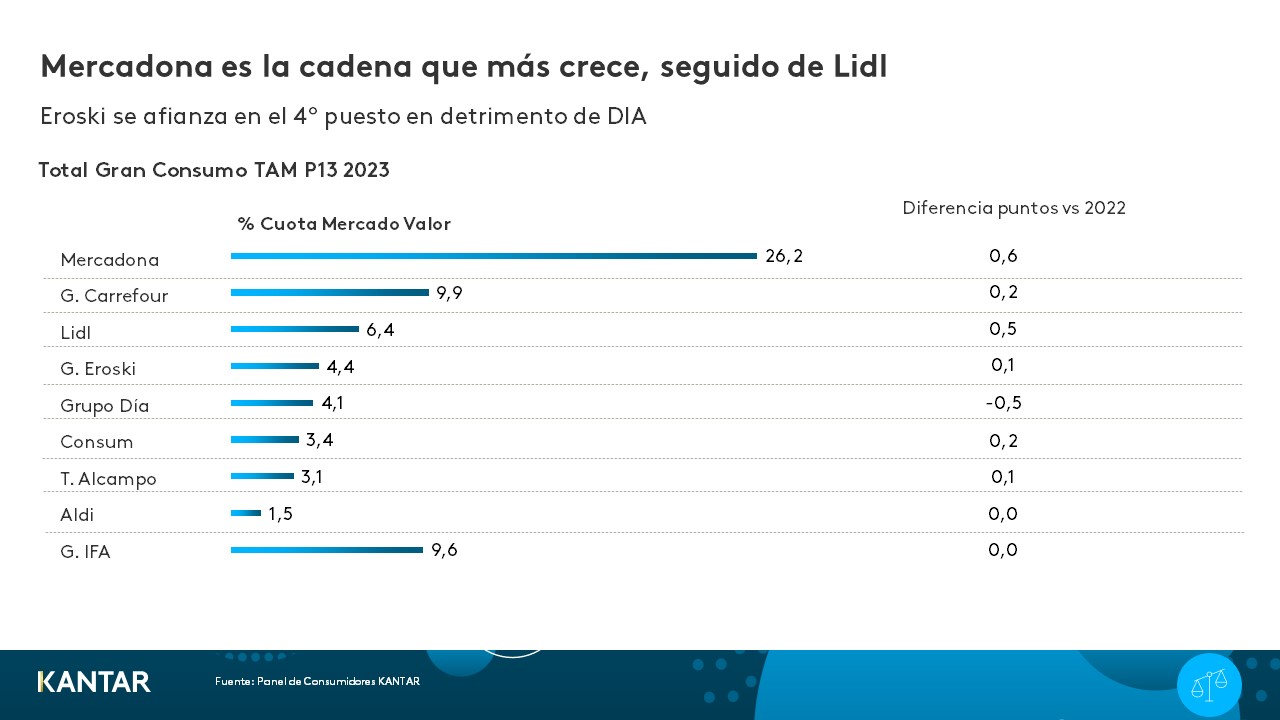 Mercadona es la cadena que más crece, seguido de Lidl
Eroski se afianza en el 4º puesto en detrimento de DIA
Total Gran Consumo TAM P13 2023
Diferencia puntos vs 2022
% Cuota Mercado Valor
Mercadona 26,2 0,6
G. Carrefour 9,9 0,2
Lidl 6,4 0,5
G. Eroski 4,4 0,1
Grupo Día 4,1 -0,5
Consum 3,4 0,2
T. Alcampo 3,1 0,1
Aldi 1,5 0,0
G. IFA 9,6 0,0
KANTAR Fuente: Panel de Consumidores KANTAR